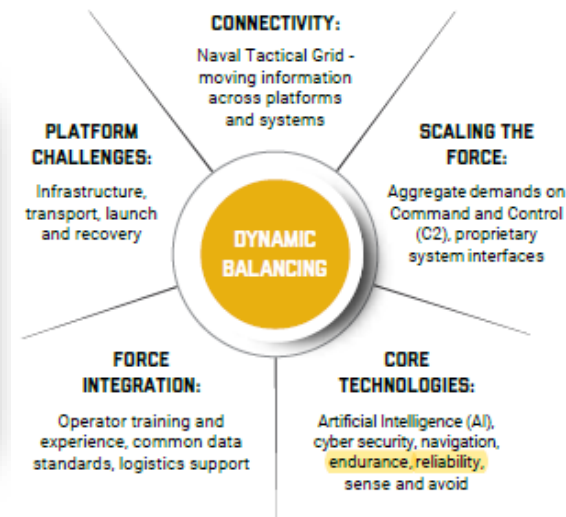 CONNECTIVITY:
Naval Tactical Grid -
moving information
across platforms
and systems
PLATFORM
CHALLENGES:
Infrastructure,
transport, launch
and recovery
SCALING THE
FORCE:
Aggregate demands on
Command and Control
(C2), proprietary
system interfaces
DYNAMIC
BALANCING
FORCE
INTEGRATION:
Operator training and
experience, common data
standards, logistics support
CORE
TECHNOLOGIES:
Artificial Intelligence (AI),
cyber security, navigation,
endurance, reliability,
sense and avoid